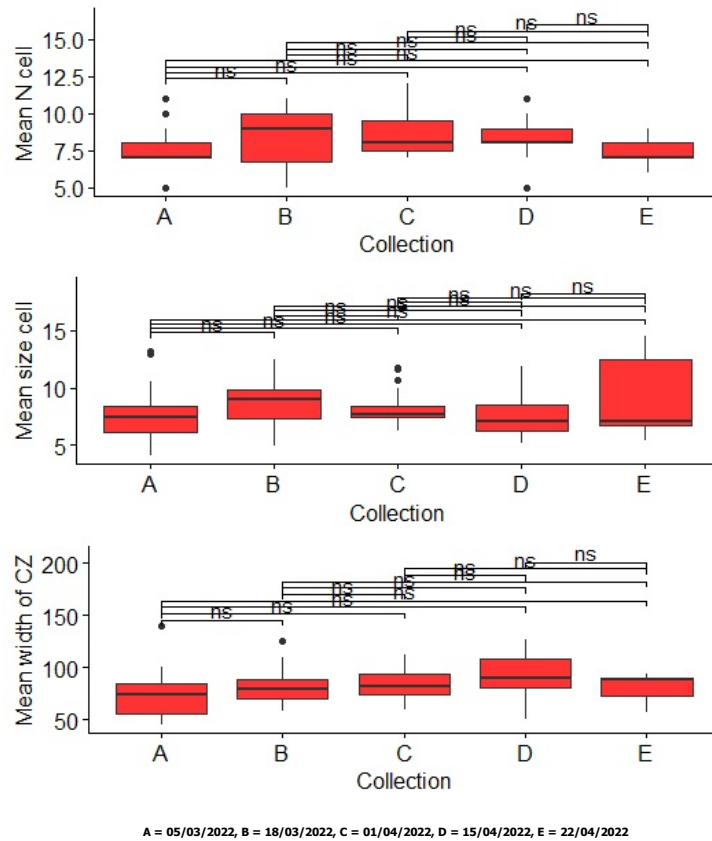 Mean N cell
15.0
12.5
10.0
7.5
5.0
ns
ns
ns
ns
ns
ns
ns
ns
ns
ns
A B C D E
Collection
Mean size cell
15
10
5
ns
ns
ns
ns
ns
ns
ns
ns
ns
ns
A B C D E
Collection
Mean width of CZ
200
150
100
50
ns
ns
ns
ns
ns
ns
ns
ns
ns
ns
A B C D E
Collection
A = 05/03/2022, B = 18/03/2022, C = 01/04/2022, D = 15/04/2022, E = 22/04/2022